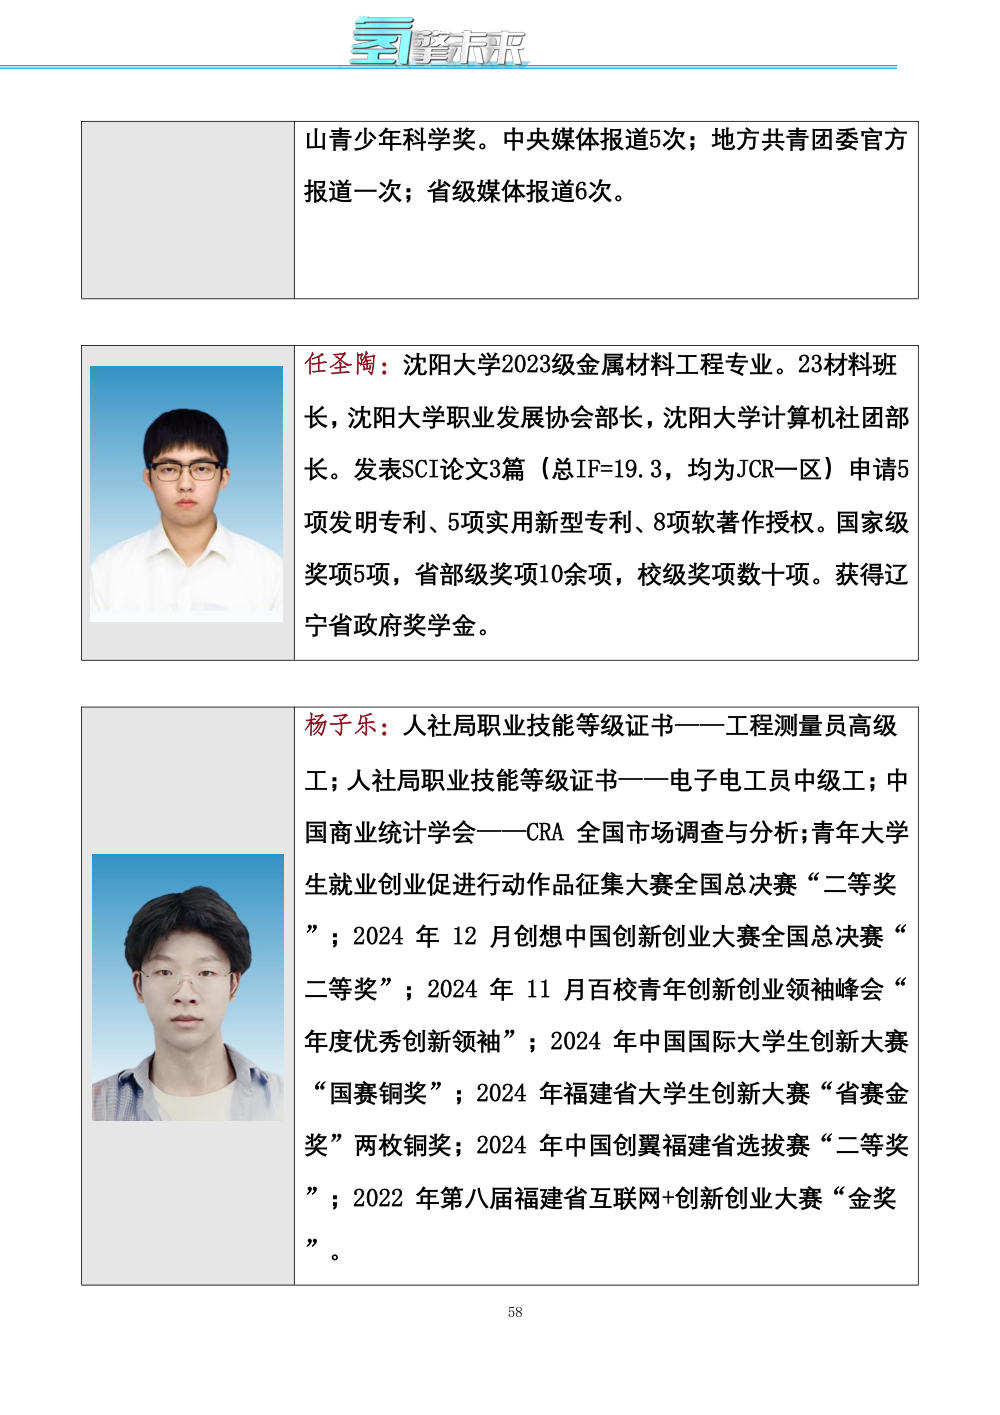 氢擎未来
山青少年科学奖。中央媒体报道5次；地方共青团委官方
报道一次；省级媒体报道6次。
任圣陶：沈阳大学2023级金属材料工程专业。23材料班
长，沈阳大学职业发展协会部长，沈阳大学计算机社团部
长。发表SCI论文3篇（总IF=19.3，均为JCR一区）申请5
项发明专利、5项实用新型专利、8项软著作授权。国家级
奖项5项，省部级奖项10余项，校级奖项数十项。获得辽
宁省政府奖学金。
杨子乐：人社局职业技能等级证书——工程测量员高级
工；人社局职业技能等级证书——电子电工员中级工；中
国商业统计学会——CRA 全国市场调查与分析；青年大学
生就业创业促进行动作品征集大赛全国总决赛“二等奖
”；2024 年 12 月创想中国创新创业大赛全国总决赛“
二等奖”；2024 年 11 月百校青年创新创业领袖峰会“
年度优秀创新领袖”；2024 年中国国际大学生创新大赛
“国赛铜奖”；2024 年福建省大学生创新大赛“省赛金
奖”两枚铜奖；2024 年中国创翼福建省选拔赛“二等奖
”；2022 年第八届福建省互联网+创新创业大赛“金奖
”。
58